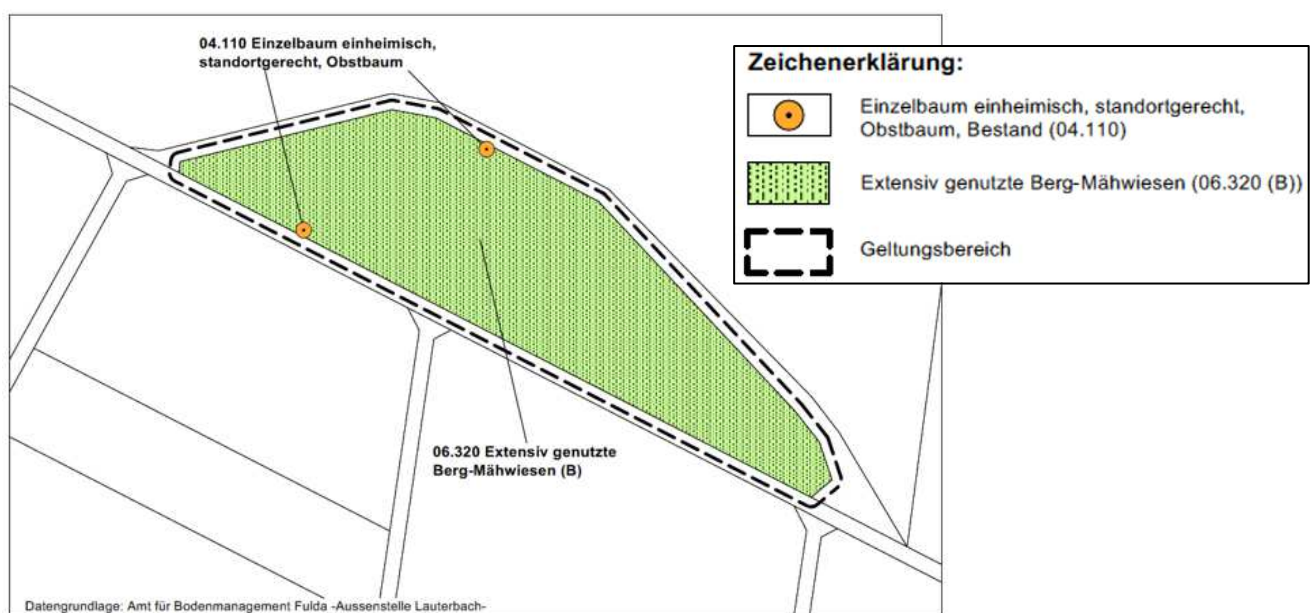 04.110 Einzelbaum einheimisch,
standortgerecht, Obstbaum
Zeichenerklärung:
Einzelbaum einheimisch, standortgerecht,
Obstbaum, Bestand (04.110)
Extensiv genutzte Berg-Mähwiesen (06.320 (B))
Geltungsbereich
06.320 Extensiv genutzte
Berg-Mähwiesen (B)
Datengrundlage: Amt für Bodenmanagement Fulda -Aussenstelle Lauterbach-